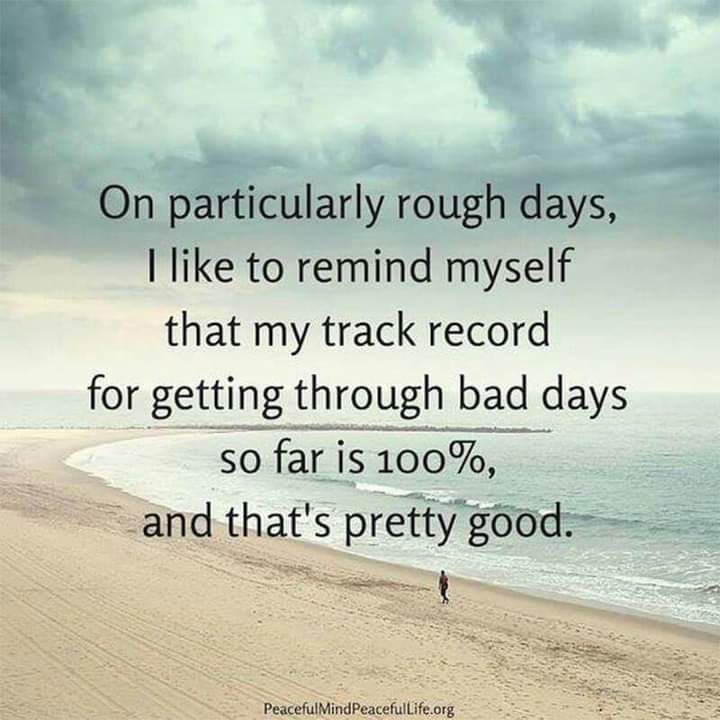 On particularly rough days,
I like to remind myself
that my track record
for getting through bad days
so far is 100%,
and that's pretty good.
PeacefulMindPeacefulLife.org